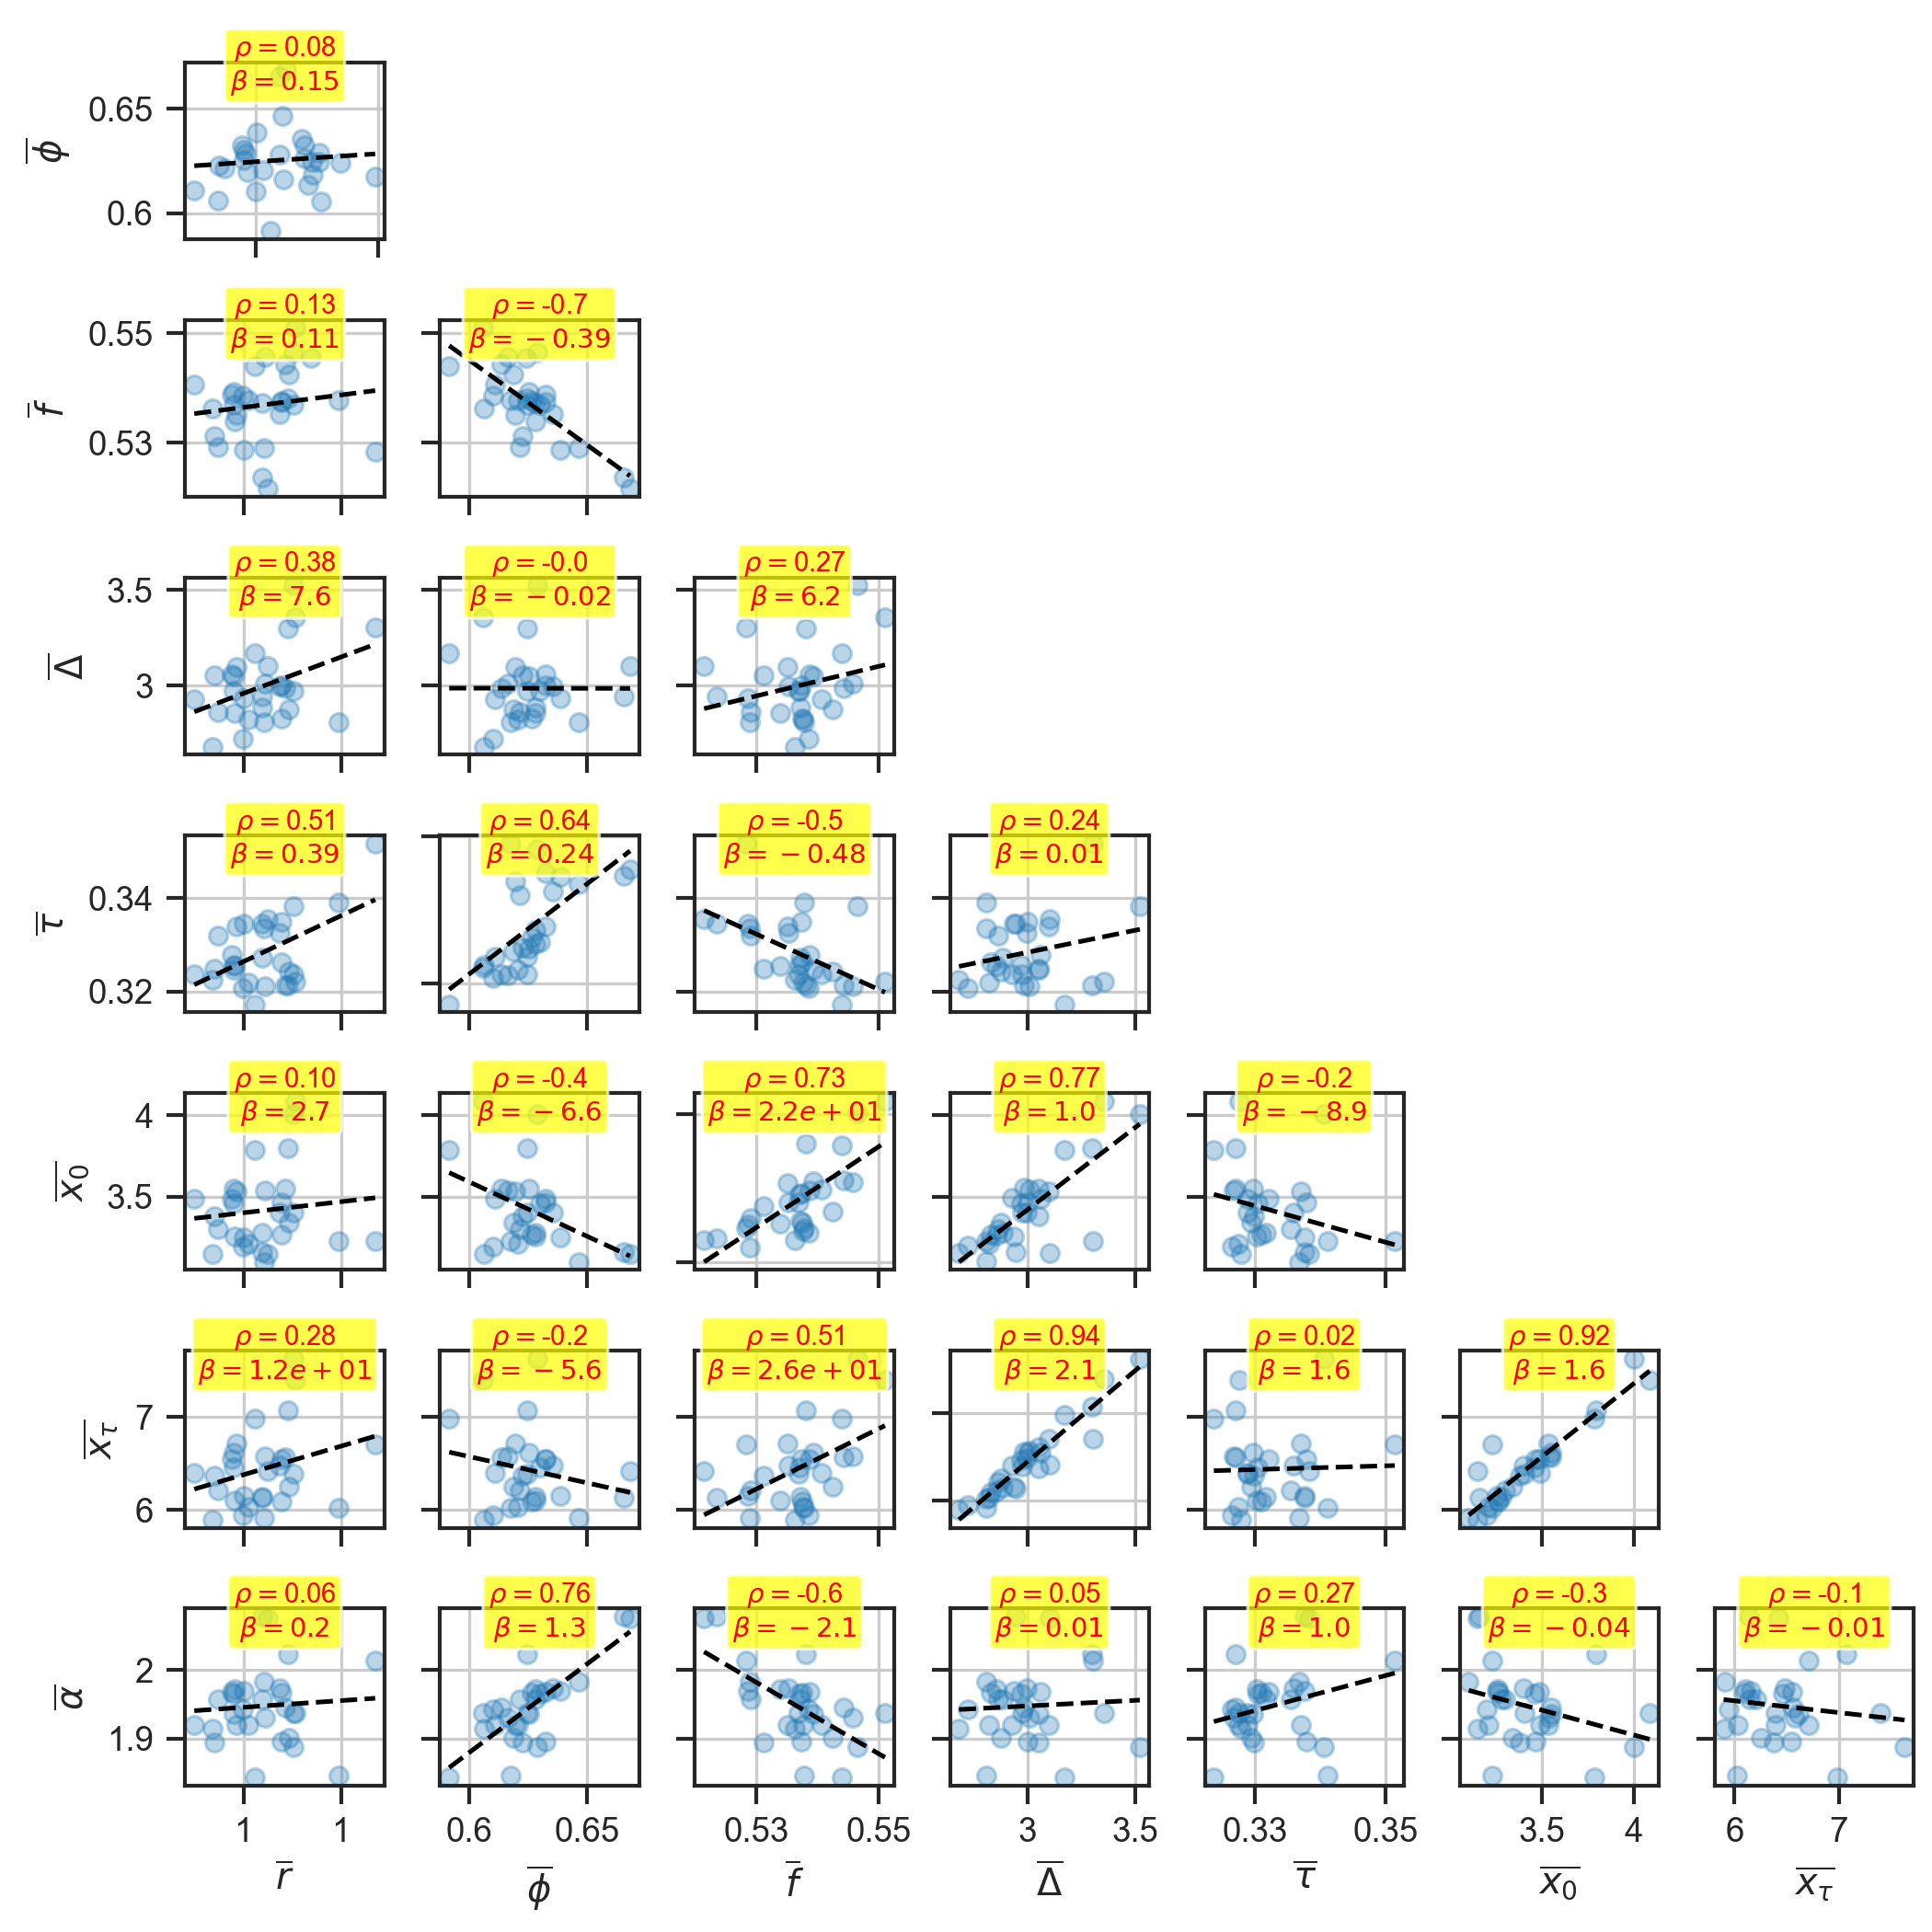 ρ = 0.08
β = 0.15
0.65
0.6
ϕ̅
ρ = 0.13
β = 0.11
ρ = -0.7
β = − 0.39
0.55
0.53
f̅
ρ = 0.38
β = 7.6
ρ = -0.0
β = − 0.02
ρ = 0.27
β = 6.2
3.5
3
Δ̅
ρ = 0.51
β = 0.39
ρ = 0.64
β = 0.24
ρ = -0.5
β = − 0.48
ρ = 0.24
β = 0.01
0.34
0.32
τ̅
ρ = 0.10
β = 2.7
ρ = -0.4
β = − 6.6
ρ = 0.73
β = 2.2e + 01
ρ = 0.77
β = 1.0
ρ = -0.2
β = − 8.9
4
3.5
x̅₀
ρ = 0.28
β = 1.2e + 01
ρ = -0.2
β = − 5.6
ρ = 0.51
β = 2.6e + 01
ρ = 0.94
β = 2.1
ρ = 0.02
β = 1.6
ρ = 0.92
β = 1.6
7
6
x̅_τ
ρ = 0.06
β = 0.2
ρ = 0.76
β = 1.3
ρ = -0.6
β = − 2.1
ρ = 0.05
β = 0.01
ρ = 0.27
β = 1.0
ρ = -0.3
β = − 0.04
ρ = -0.1
β = − 0.01
2
1.9
α̅
1 1 0.6 0.65 0.53 0.55 3 3.5 0.33 0.35 3.5 4 6 7
r̅ ϕ̅ f̅ Δ̅ τ̅ x̅₀ x̅_τ